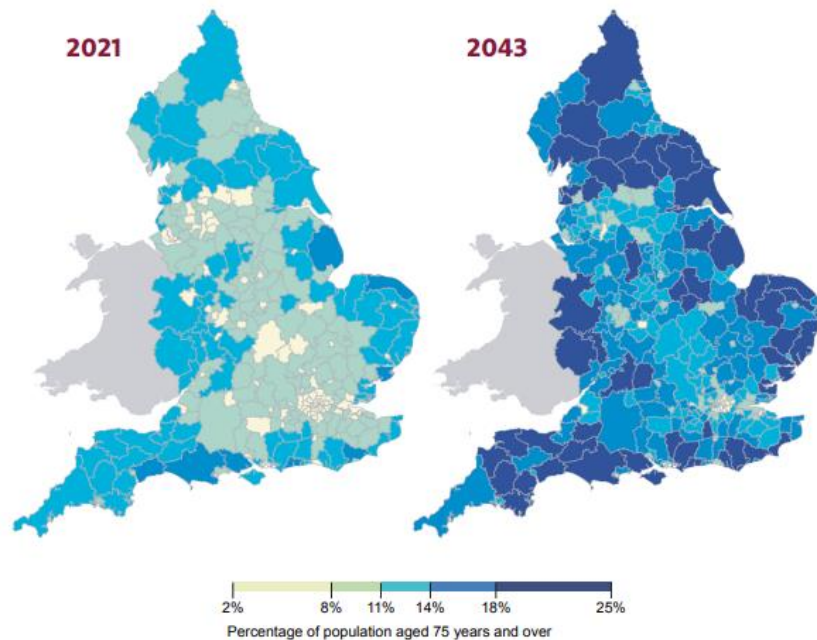 2021
2043
2% 8% 11% 14% 18% 25%
Percentage of population aged 75 years and over